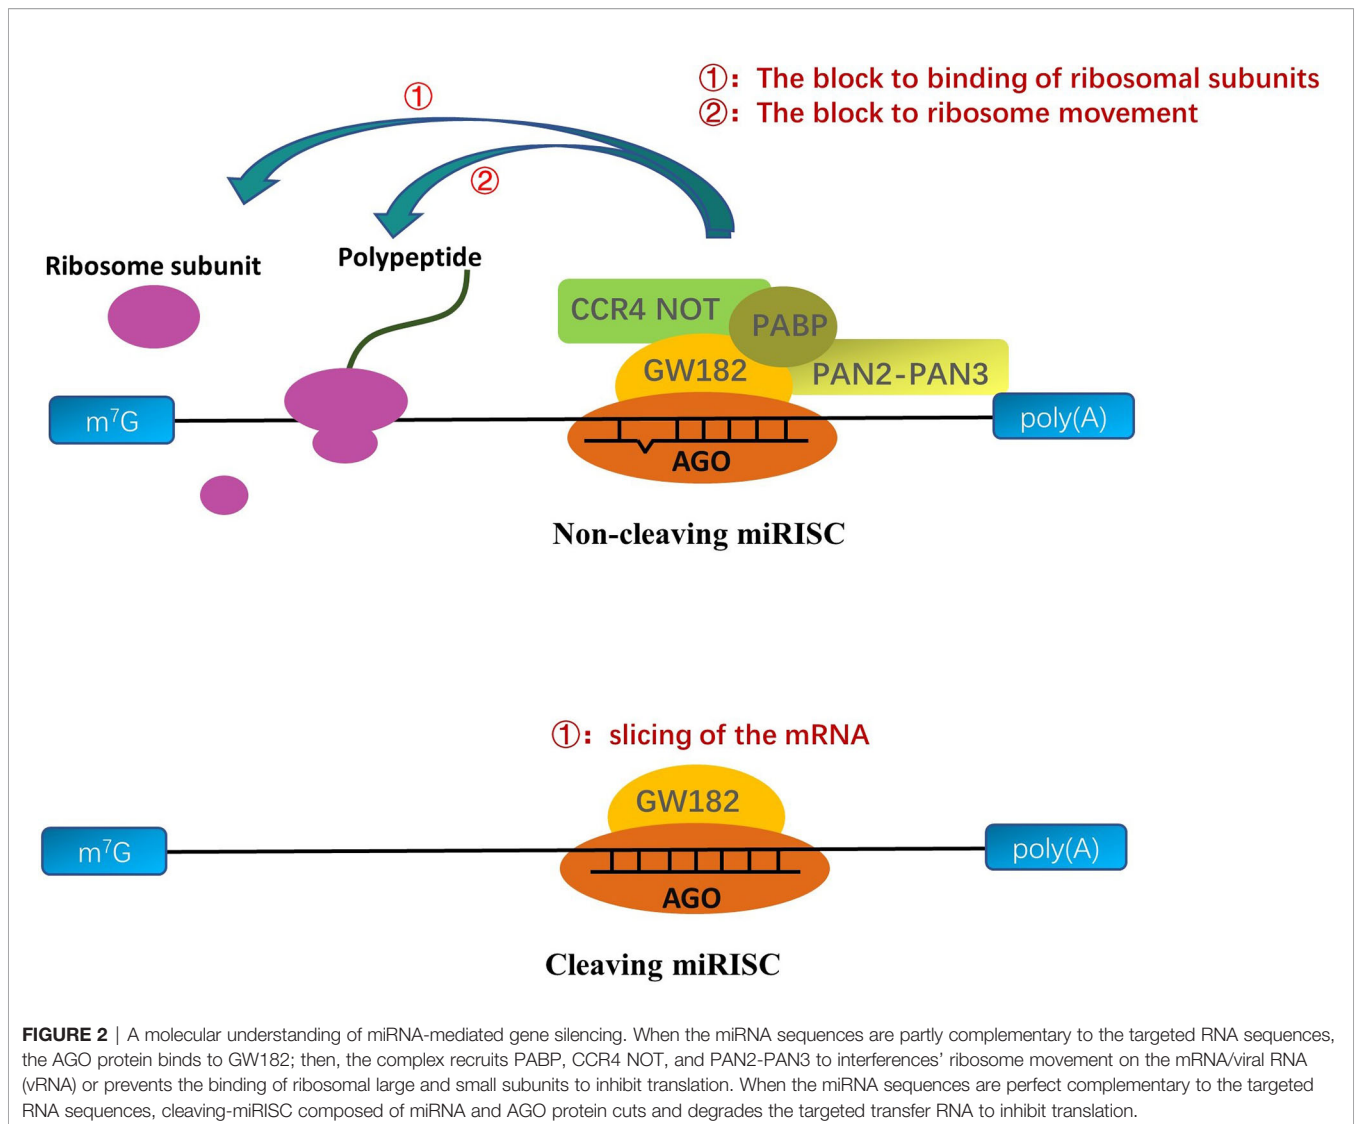 ①：The block to binding of ribosomal subunits
②：The block to ribosome movement
①
②
Ribosome subunit
Polypeptide
CCR4 NOT
PABP
GW182
PAN2-PAN3
m⁷G
poly(A)
AGO
Non-cleaving miRISC
①：slicing of the mRNA
GW182
m⁷G
poly(A)
AGO
Cleaving miRISC
FIGURE 2 | A molecular understanding of miRNA-mediated gene silencing. When the miRNA sequences are partly complementary to the targeted RNA sequences,
the AGO protein binds to GW182; then, the complex recruits PABP, CCR4 NOT, and PAN2-PAN3 to interferences’ ribosome movement on the mRNA/viral RNA
(vRNA) or prevents the binding of ribosomal large and small subunits to inhibit translation. When the miRNA sequences are perfect complementary to the targeted
RNA sequences, cleaving-miRISC composed of miRNA and AGO protein cuts and degrades the targeted transfer RNA to inhibit translation.